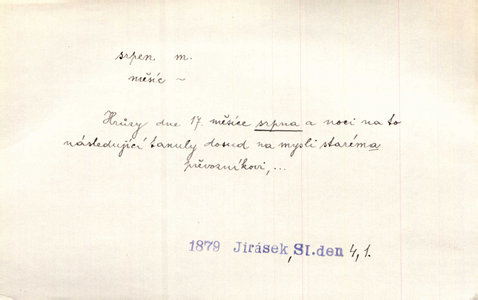 srpen m.
měsíc ~
Hrůzy dne 17. měsíce srpna a noci na to
následující tanuly dosud na mysli staréma
převozníkovi,...
1879 Jirásek, Sl.den 4,1.